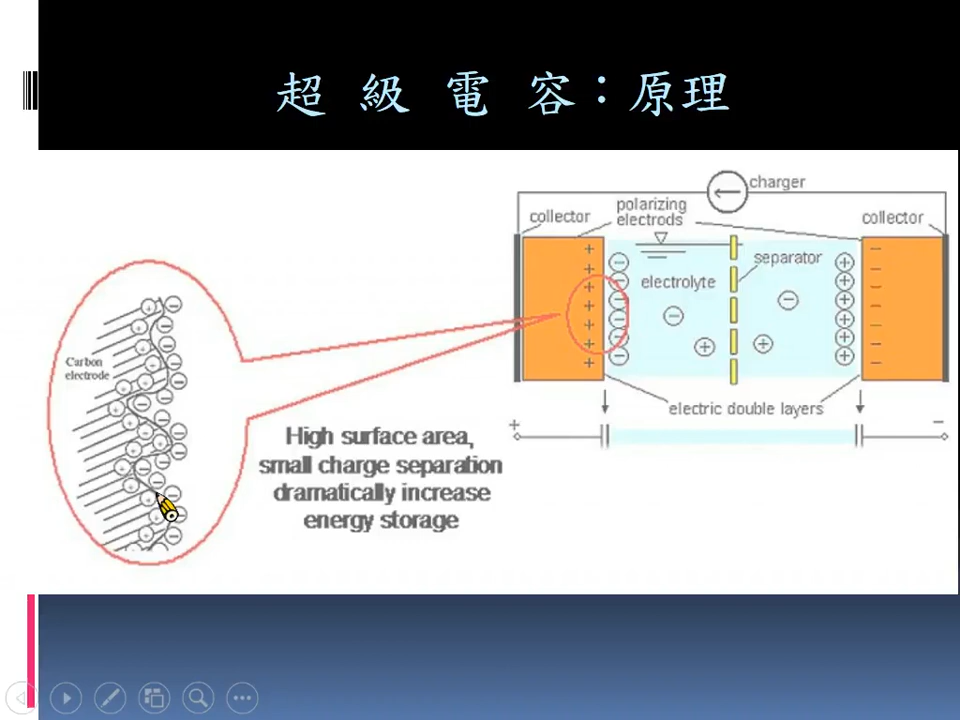 超 級 電 容：原理
charger
polarizing
electrods
collector
collector
separator
electrolyte
Carbon
electrode
electric double layers
High surface area,
small charge separation
dramatically increase
energy storage